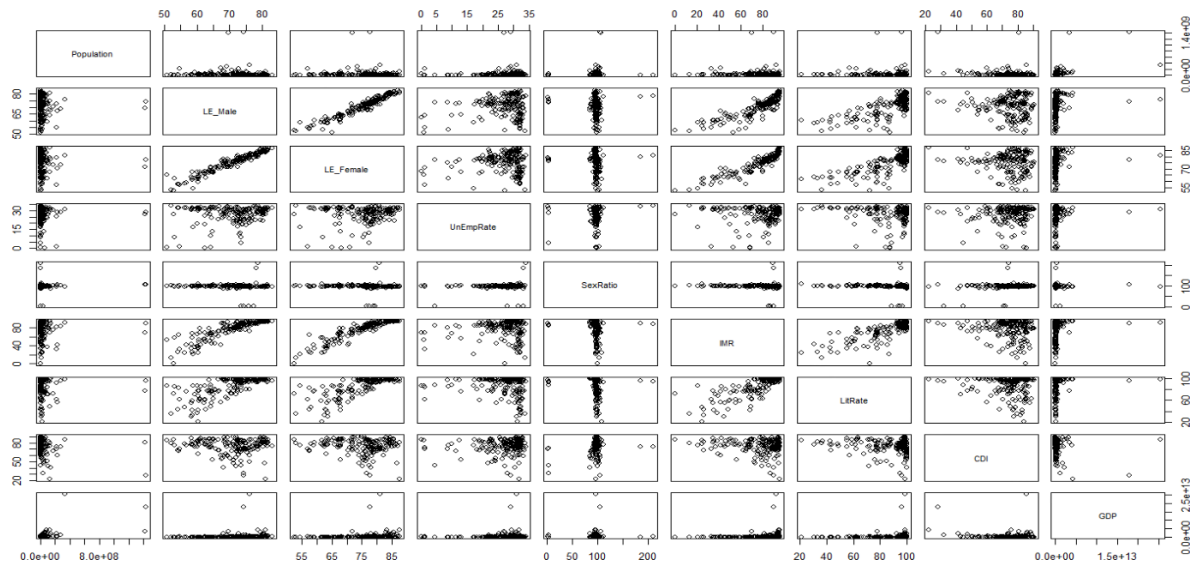 50 60 70 80
0 5 15 25 35
0 20 40 60 80
20 40 60 80
Population
0.0e+00 1.4e+09
50 65 80
LE_Male
LE_Female
55 70 85
0 15 30
UnEmpRate
SexRatio
0 100
0 40 80
IMR
LitRate
20 60 100
20 50 80
CDI
GDP
0.0e+00 2.5e+13
0.0e+00 8.0e+08
55 65 75 85
0 50 100 200
20 40 60 80 100
0.0e+00 1.5e+13